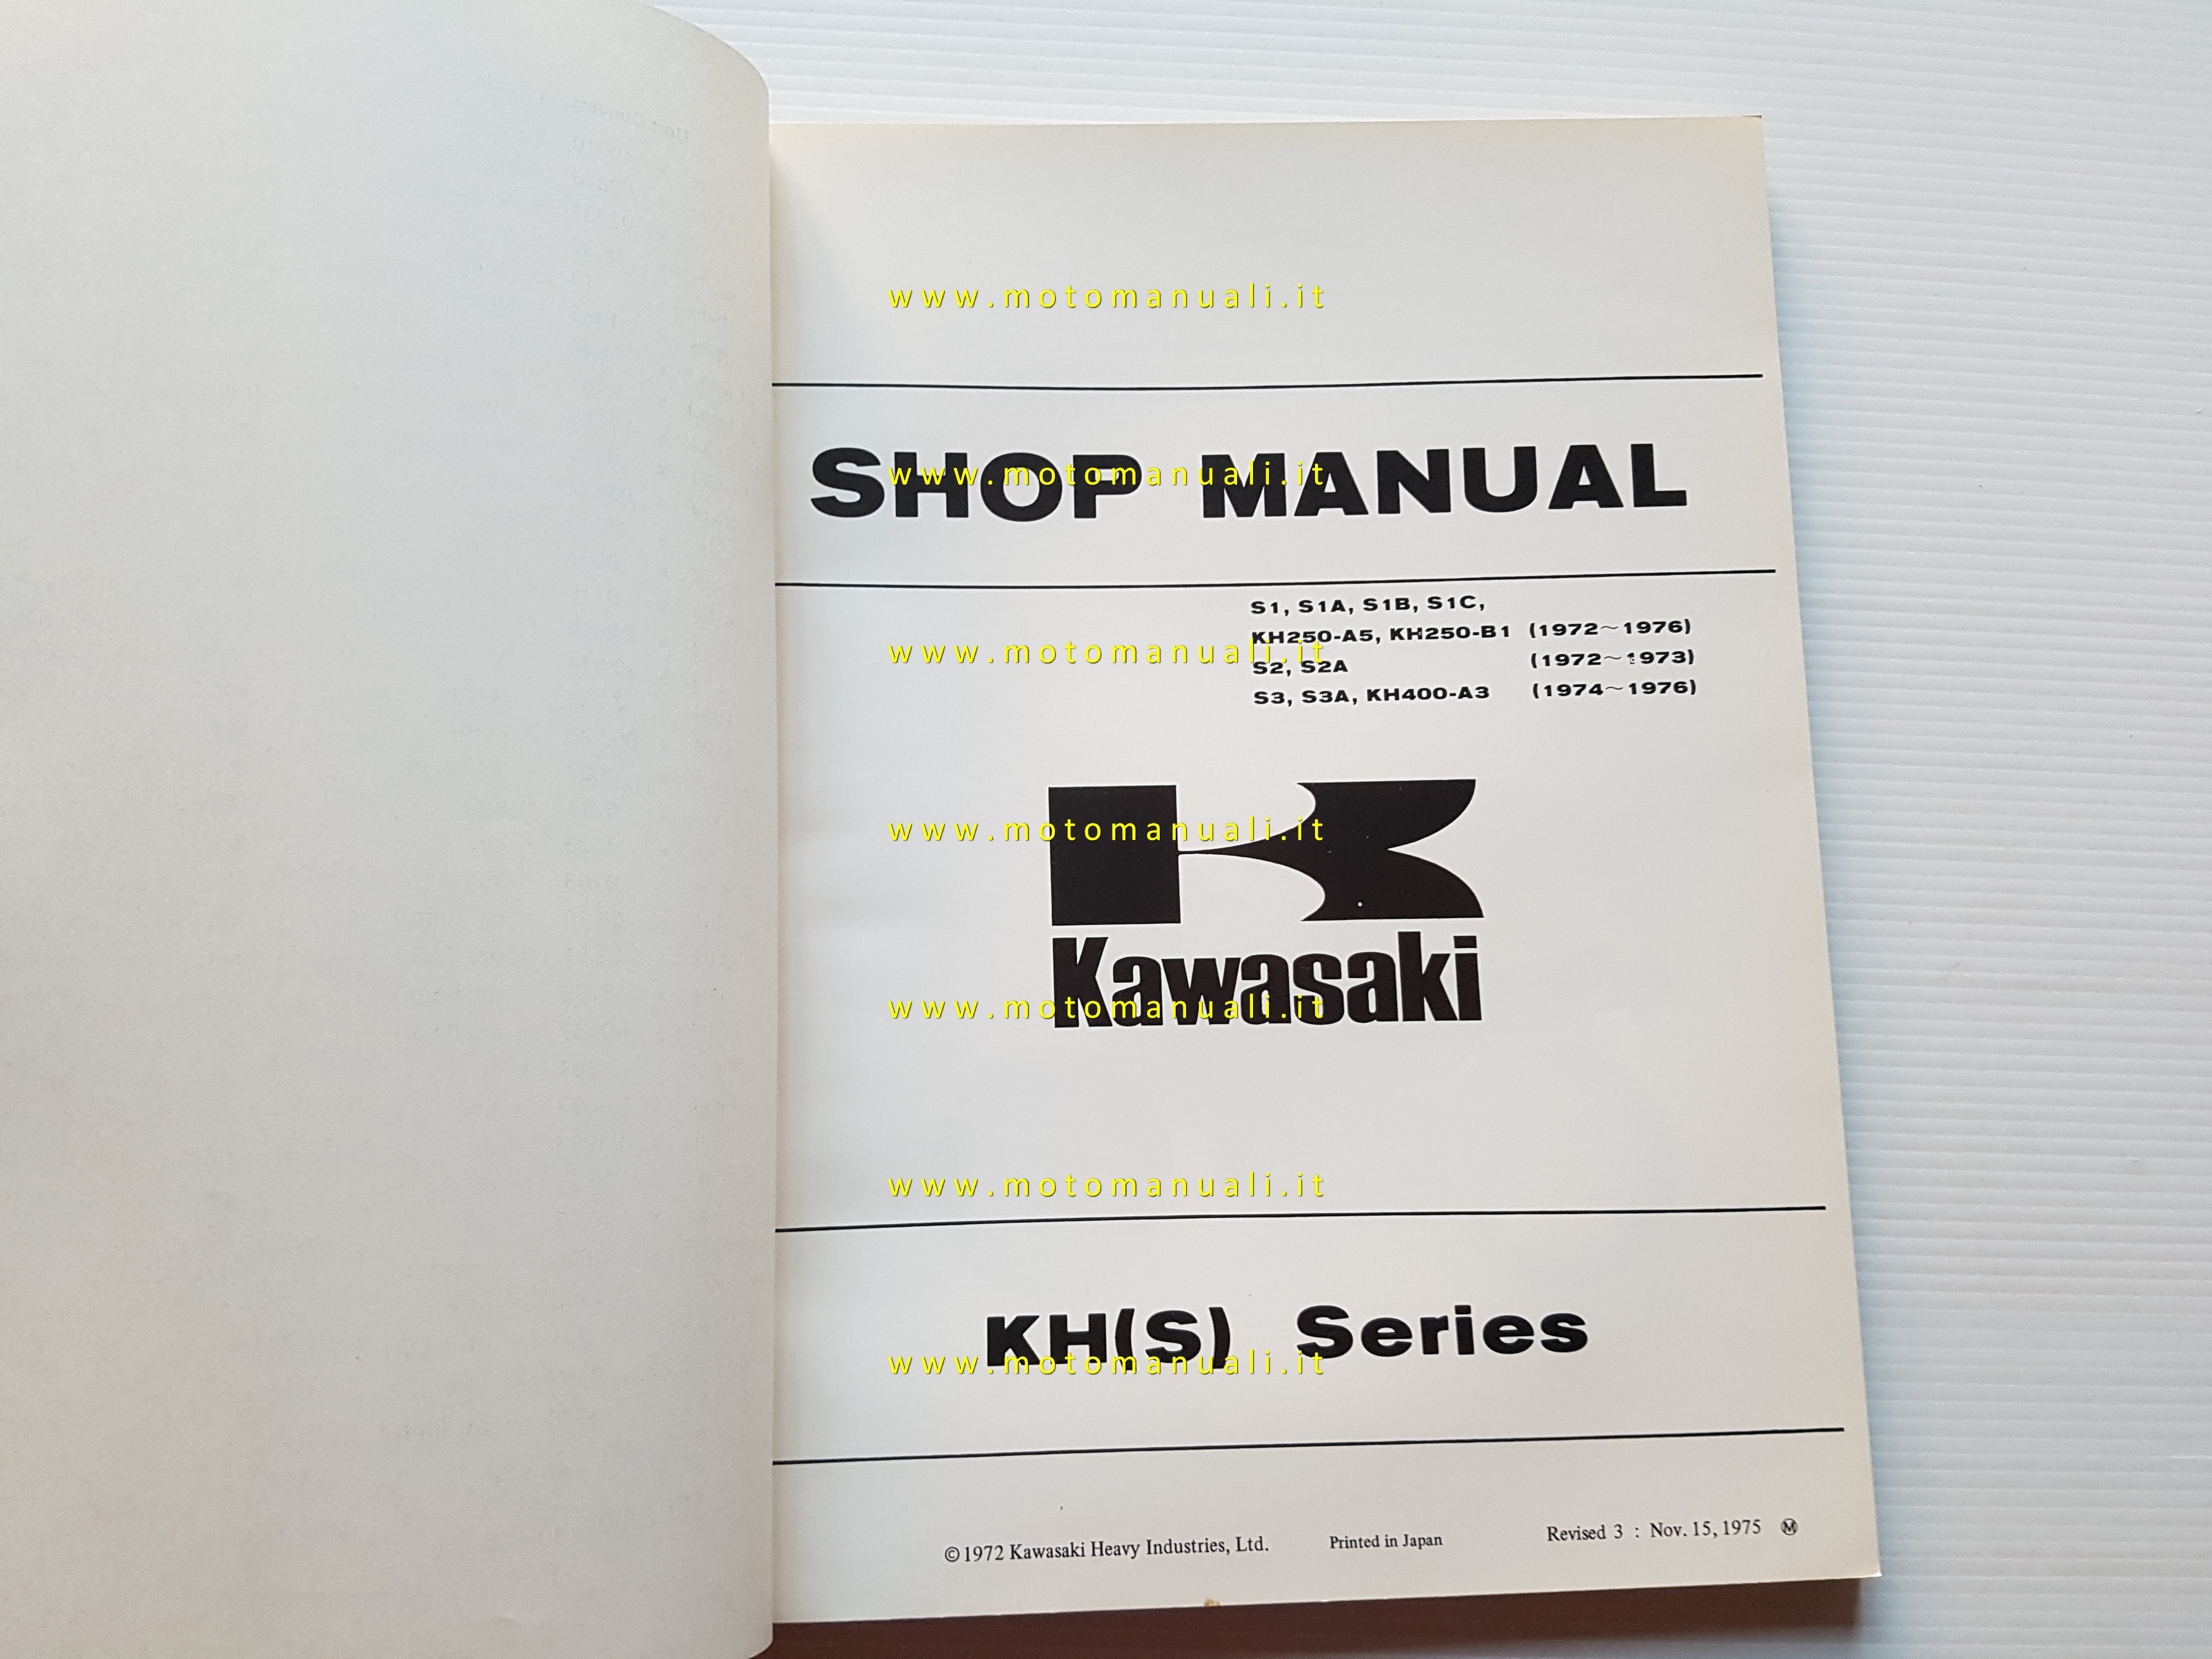 www.motomanuali.it
SHOP MANUAL
www.motomanuali.it
S1, S1A, S1B, S1C,
KH250-A5, KH250-B1 (1972~1976)
www.motomanuali.it
S2, S2A (1972~1973)
S3, S3A, KH400-A3 (1974~1976)
www.motomanuali.it
Kawasaki
www.motomanuali.it
www.motomanuali.it
KH(S) Series
www.motomanuali.it
©1972 Kawasaki Heavy Industries, Ltd. Printed in Japan Revised 3 : Nov. 15, 1975 Ⓜ